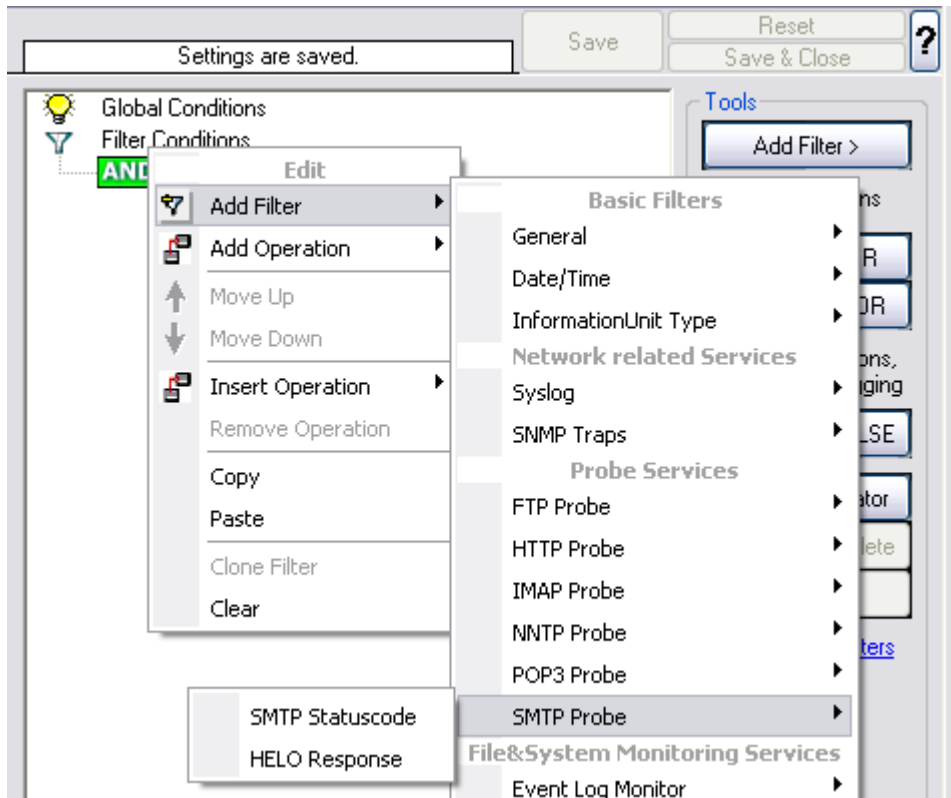 Settings are saved.
Save
Reset
Save & Close
?
Global Conditions
Filter Conditions
AND
Tools
Add Filter >
Edit
Add Filter
Add Operation
Move Up
Move Down
Insert Operation
Remove Operation
Copy
Paste
Clone Filter
Clear
Basic Filters
General
Date/Time
InformationUnit Type
Network related Services
Syslog
SNMP Traps
Probe Services
FTP Probe
HTTP Probe
IMAP Probe
NNTP Probe
POP3 Probe
SMTP Probe
File&System Monitoring Services
Event Log Monitor
SMTP Statuscode
HELO Response